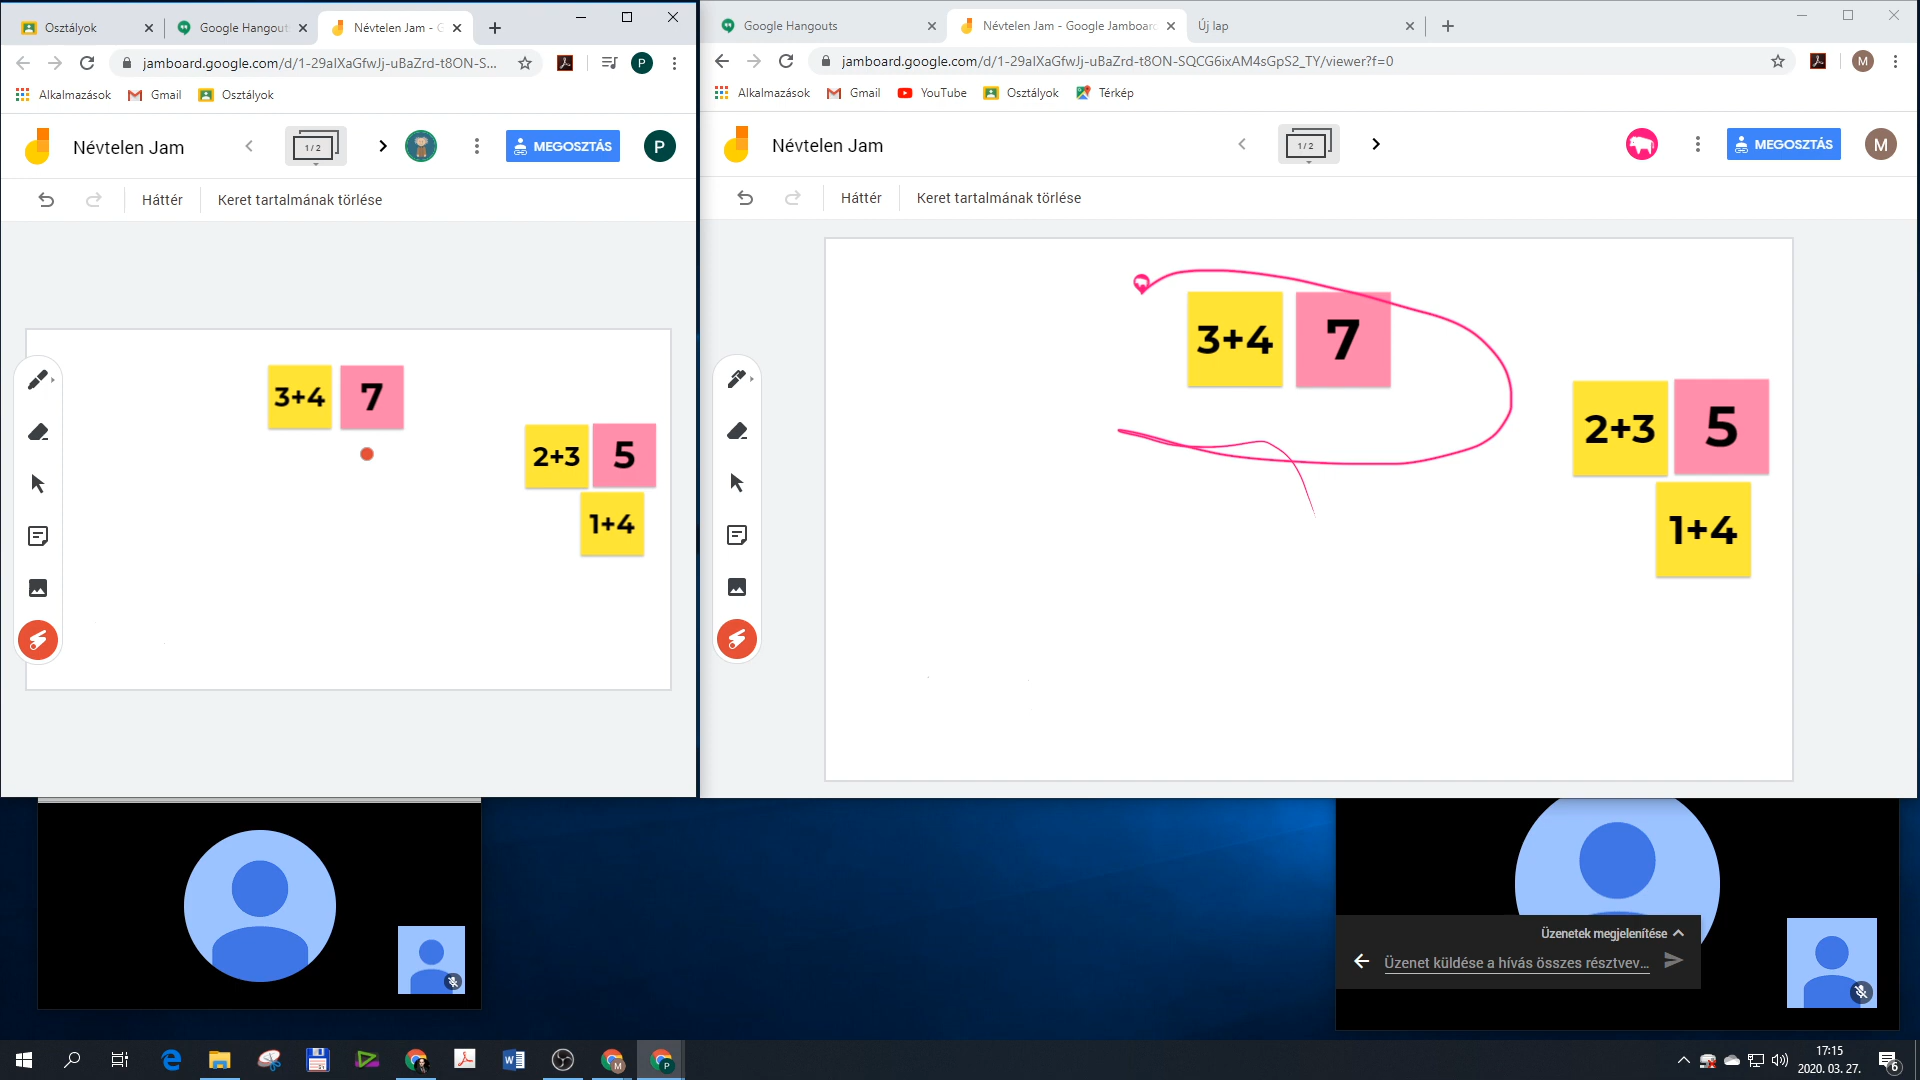 Osztályok
Google Hangout
Névtelen Jam - G
jamboard.google.com/d/1-29alXaGfwJj-uBaZrd-t8ON-S...
P
Alkalmazások Gmail Osztályok
Névtelen Jam
1 / 2
MEGOSZTÁS
P
Háttér
Keret tartalmának törlése
3+4
7
2+3
5
1+4
Google Hangouts
Névtelen Jam - Google Jamboard
Új lap
jamboard.google.com/d/1-29alXaGfwJj-uBaZrd-t8ON-SQCG6ixAM4sGpS2_TY/viewer?f=0
M
Alkalmazások Gmail YouTube Osztályok Térkép
Névtelen Jam
1 / 2
MEGOSZTÁS
M
Háttér
Keret tartalmának törlése
3+4
7
2+3
5
1+4
Üzenetek megjelenítése
Üzenet küldése a hívás összes résztvev...
M
P
17:15
2020. 03. 27.
6